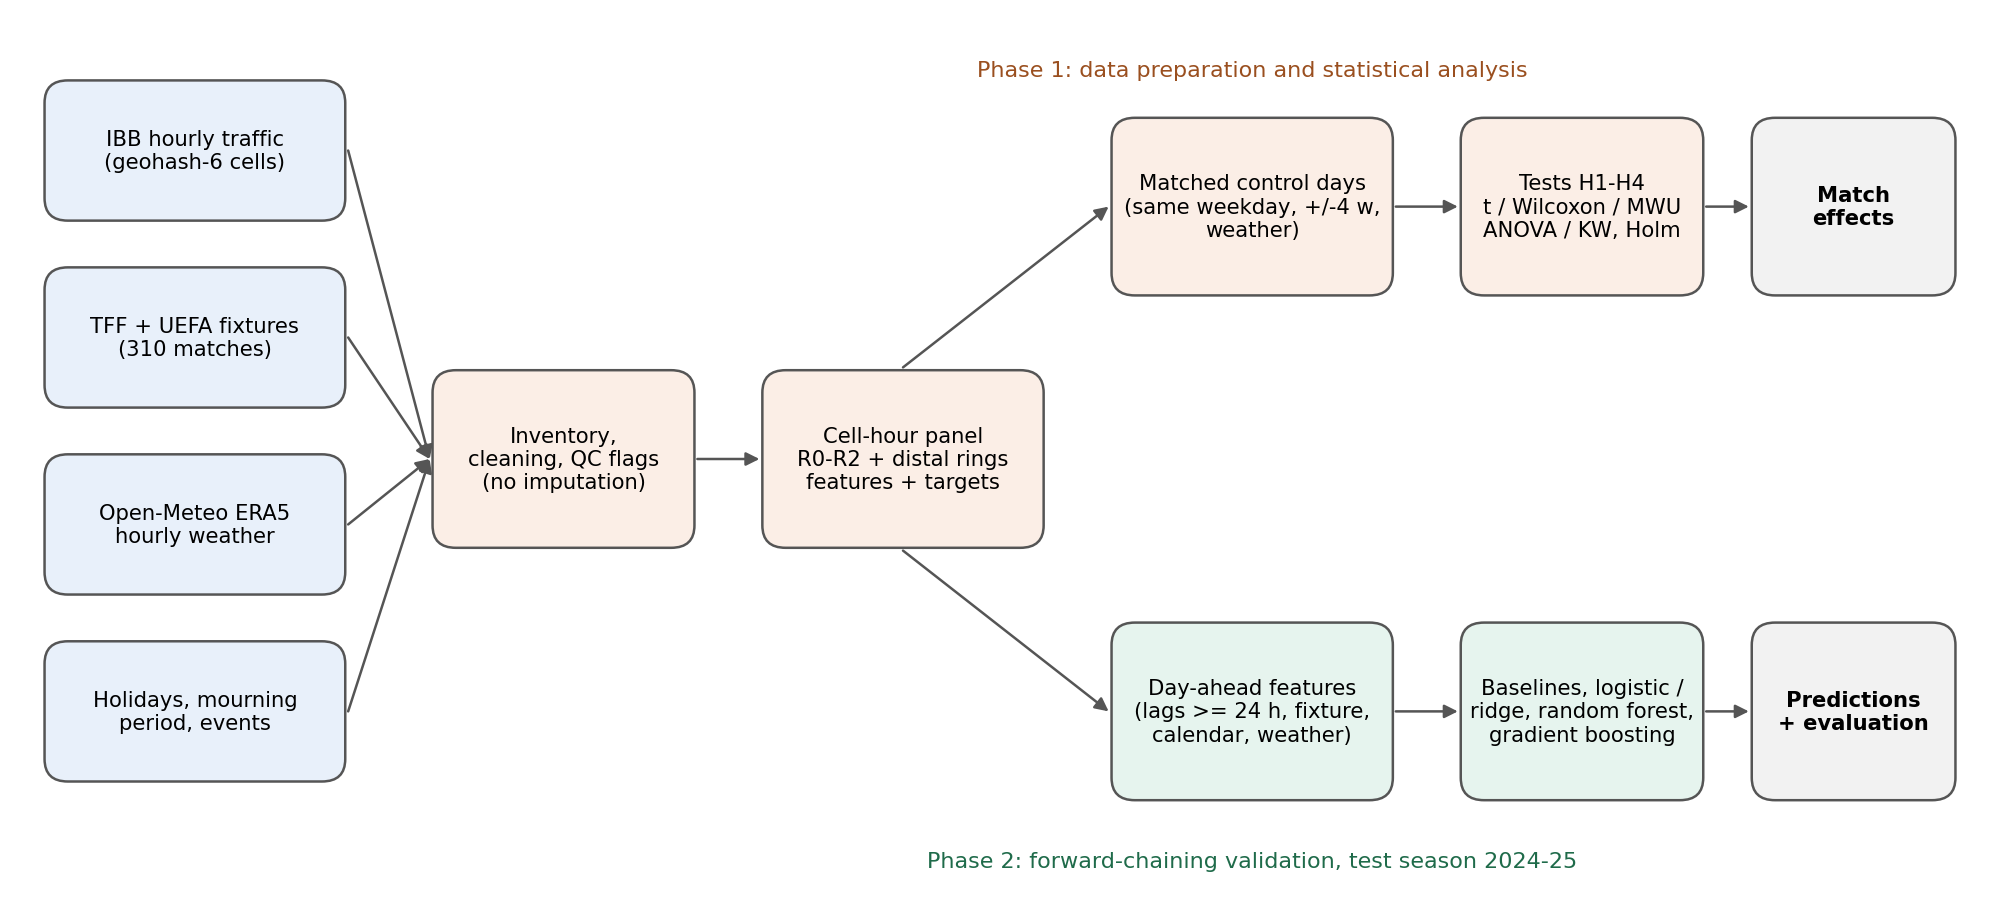 Phase 1: data preparation and statistical analysis
IBB hourly traffic
(geohash-6 cells)
TFF + UEFA fixtures
(310 matches)
Open-Meteo ERA5
hourly weather
Holidays, mourning
period, events
Inventory,
cleaning, QC flags
(no imputation)
Cell-hour panel
R0-R2 + distal rings
features + targets
Matched control days
(same weekday, +/-4 w,
weather)
Tests H1-H4
t / Wilcoxon / MWU
ANOVA / KW, Holm
Match
effects
Day-ahead features
(lags >= 24 h, fixture,
calendar, weather)
Baselines, logistic /
ridge, random forest,
gradient boosting
Predictions
+ evaluation
Phase 2: forward-chaining validation, test season 2024-25